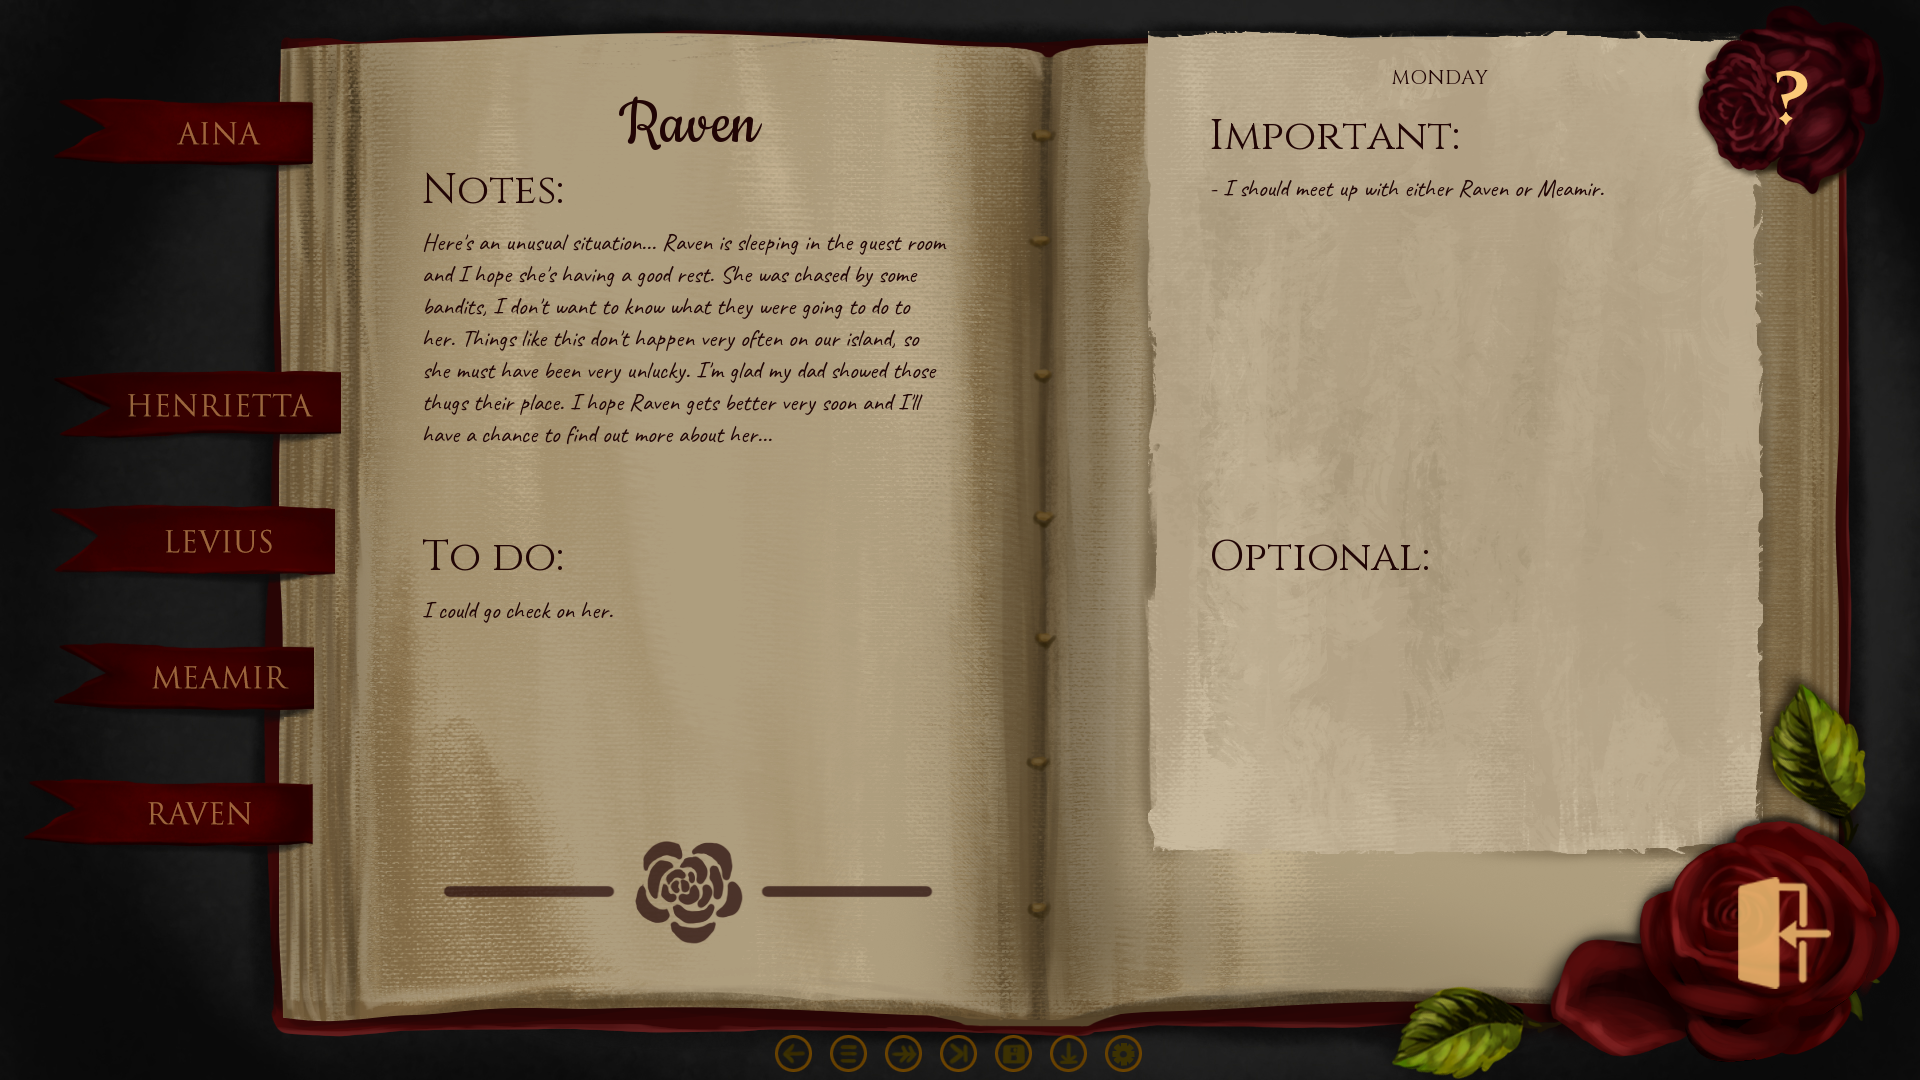 AINA
HENRIETTA
LEVIUS
MEAMIR
RAVEN
Raven
NOTES:
Here's an unusual situation... Raven is sleeping in the guest room
and I hope she's having a good rest. She was chased by some
bandits, I don't want to know what they were going to do to
her. Things like this don't happen very often on our island, so
she must have been very unlucky. I'm glad my dad showed those
thugs their place. I hope Raven gets better very soon and I'll
have a chance to find out more about her...
TO DO:
I could go check on her.
MONDAY
IMPORTANT:
- I should meet up with either Raven or Meamir.
OPTIONAL:
?